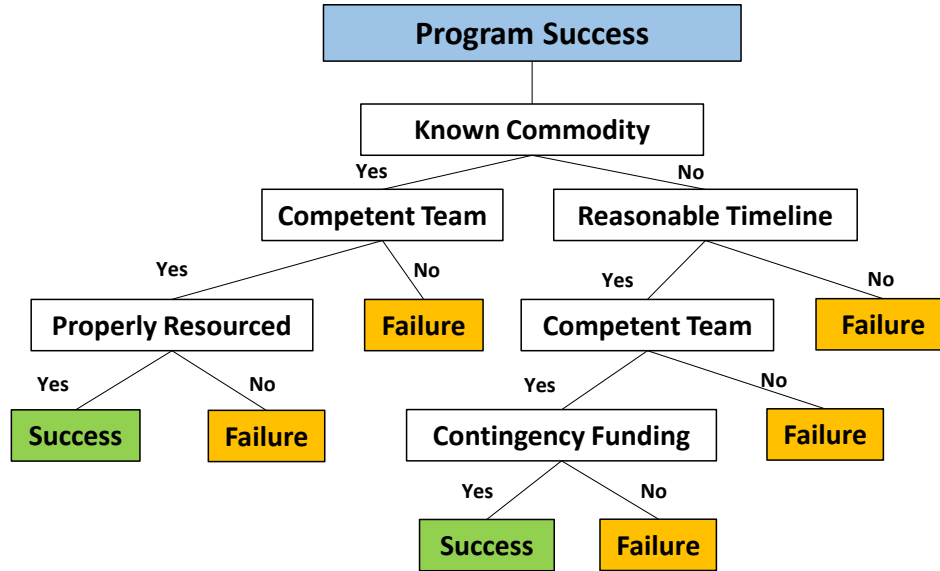 Program Success
Known Commodity
Yes
No
Competent Team
Reasonable Timeline
Yes
No
Yes
No
Properly Resourced
Failure
Competent Team
Failure
Yes
No
Yes
No
Success
Failure
Contingency Funding
Failure
Yes
No
Success
Failure